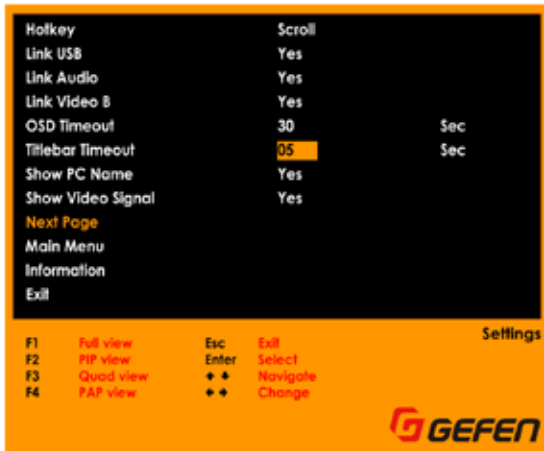 Hotkey Scroll
Link USB Yes
Link Audio Yes
Link Video B Yes
OSD Timeout 30 Sec
Titlebar Timeout 05 Sec
Show PC Name Yes
Show Video Signal Yes
Next Page
Main Menu
Information
Exit
Settings
F1 Full view Esc Exit
F2 PIP view Enter Select
F3 Quad view Navigate
F4 PAP view Change
GEFEN